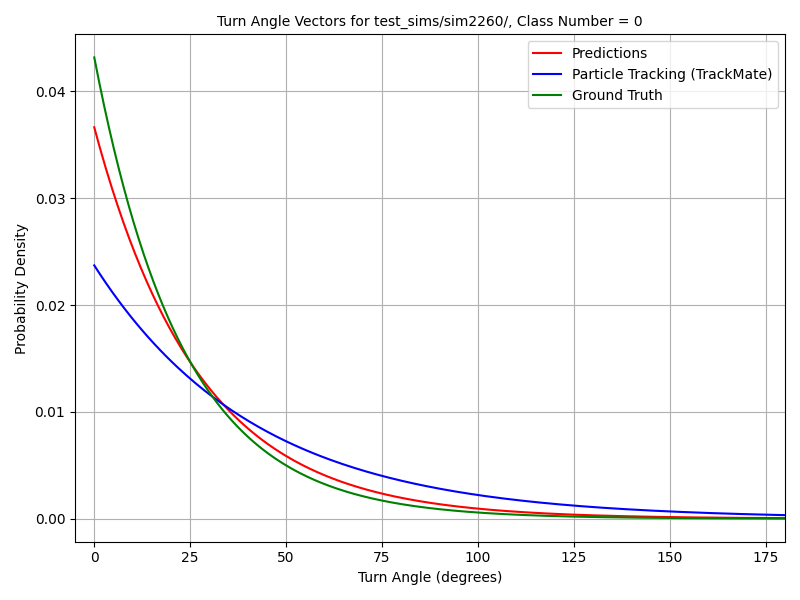 Turn Angle Vectors for test_sims/sim2260/, Class Number = 0
Predictions
Particle Tracking (TrackMate)
Ground Truth
Probability Density
0.04
0.03
0.02
0.01
0.00
0 25 50 75 100 125 150 175
Turn Angle (degrees)